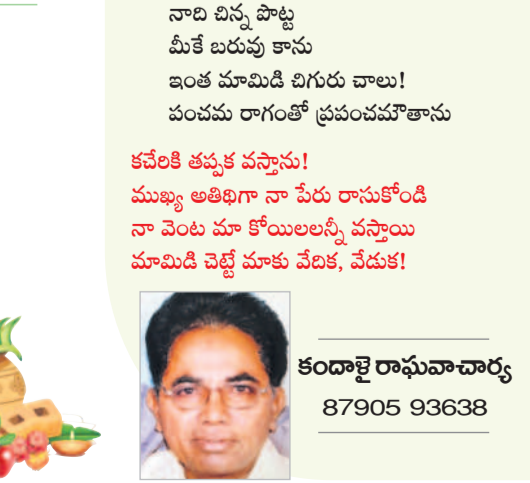 నాది చిన్న పొట్ట
మీకే బరువు కాను
ఇంత మామిడి చిగురు చాలు!
పంచమ రాగంతో ప్రపంచమౌతాను
కచేరికి తప్పక వస్తాను!
ముఖ్య అతిథిగా నా పేరు రాసుకోండి
నా వెంట మా కోయిలలన్నీ వస్తాయి
మామిడి చెట్టే మాకు వేదిక, వేడుక!
కందాళై రాఘవాచార్య
87905 93638